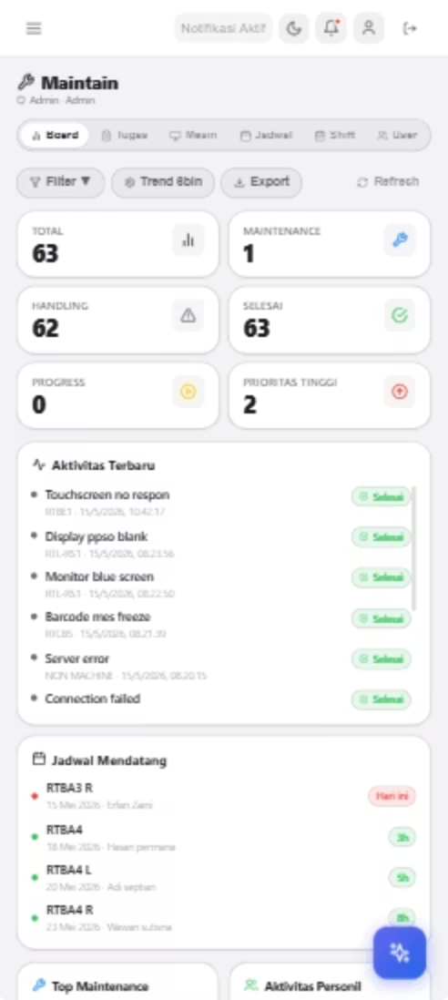 Notifikasi Aktif
Maintain
Admin · Admin
Board Tugas Mesin Jadwal Shift User
Filter ▼ Trend 6bln Export Refresh
TOTAL
63
MAINTENANCE
1
HANDLING
62
SELESAI
63
PROGRESS
0
PRIORITAS TINGGI
2
Aktivitas Terbaru
Touchscreen no respon Selesai
15/5/2026, 10.42.17
Display ppso blank Selesai
15/5/2026, 08.23.56
Monitor blue screen Selesai
15/5/2026, 08.22.50
Barcode mes freeze Selesai
15/5/2026, 08.21.39
Server error Selesai
NON MACHINE · 15/5/2026, 08.20.15
Connection failed Selesai
Jadwal Mendatang
RTBA3 R Hari ini
15 Mei 2026 · Erfan Zaini
RTBA4 3h
18 Mei 2026 · Hasan permana
RTBA4 L 5h
20 Mei 2026 · Adi septian
RTBA4 R 8h
23 Mei 2026 · Wawan sutisna
Top Maintenance
Aktivitas Personil